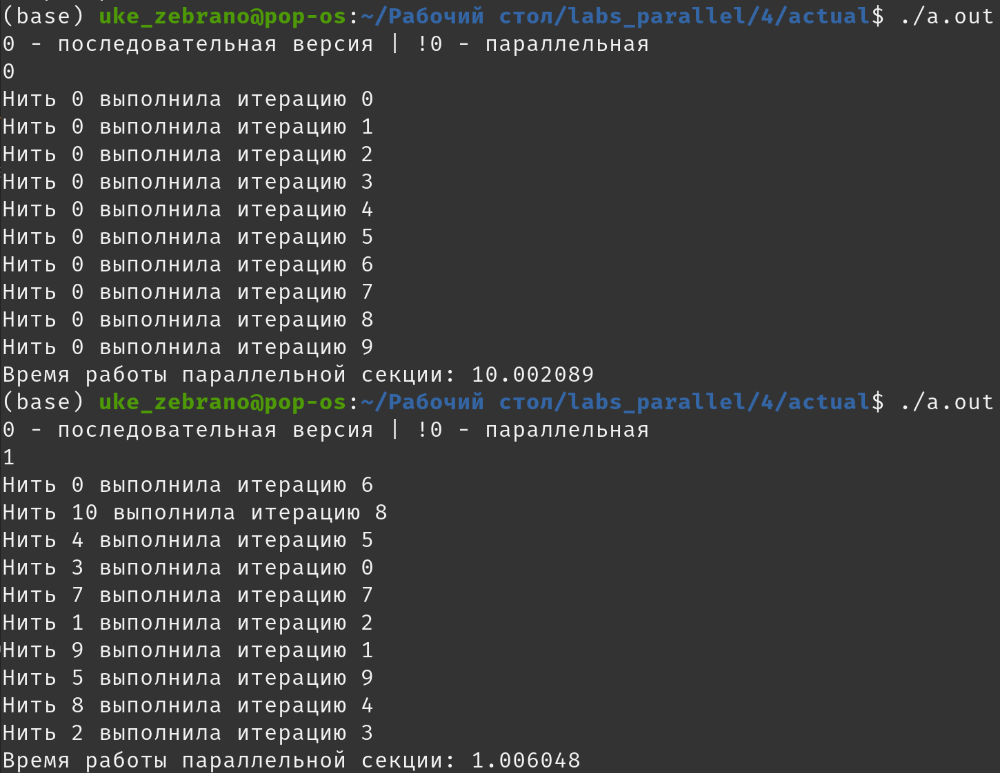 (base) uke_zebrano@pop-os:~/Рабочий стол/labs_parallel/4/actual$ ./a.out
0 - последовательная версия | !0 - параллельная
0
Нить 0 выполнила итерацию 0
Нить 0 выполнила итерацию 1
Нить 0 выполнила итерацию 2
Нить 0 выполнила итерацию 3
Нить 0 выполнила итерацию 4
Нить 0 выполнила итерацию 5
Нить 0 выполнила итерацию 6
Нить 0 выполнила итерацию 7
Нить 0 выполнила итерацию 8
Нить 0 выполнила итерацию 9
Время работы параллельной секции: 10.002089
(base) uke_zebrano@pop-os:~/Рабочий стол/labs_parallel/4/actual$ ./a.out
0 - последовательная версия | !0 - параллельная
1
Нить 0 выполнила итерацию 6
Нить 10 выполнила итерацию 8
Нить 4 выполнила итерацию 5
Нить 3 выполнила итерацию 0
Нить 7 выполнила итерацию 7
Нить 1 выполнила итерацию 2
Нить 9 выполнила итерацию 1
Нить 5 выполнила итерацию 9
Нить 8 выполнила итерацию 4
Нить 2 выполнила итерацию 3
Время работы параллельной секции: 1.006048